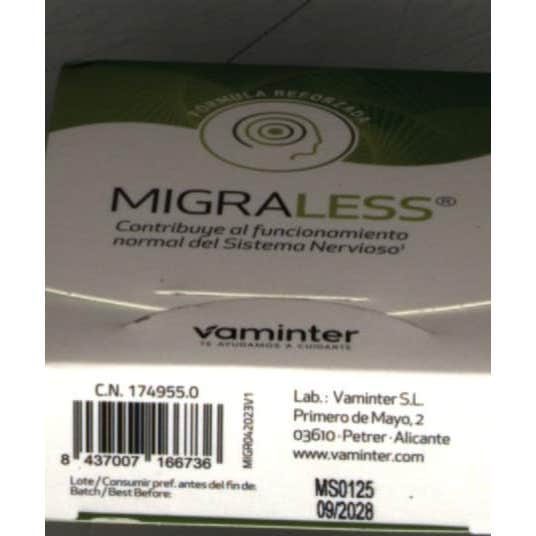 FÓRMULA REFORZADA
MIGRALESS®
Contribuye al funcionamiento
normal del Sistema Nervioso¹
vaminter
TE AYUDAMOS A CUIDARTE
C.N. 174955.0
8 437007 166736
MIGR042023V1
Lab.: Vaminter S.L.
Primero de Mayo, 2
03610 · Petrer · Alicante
www.vaminter.com
Lote/Consumir pref. antes del fin de:
Batch/Best Before:
MS0125
09/2028